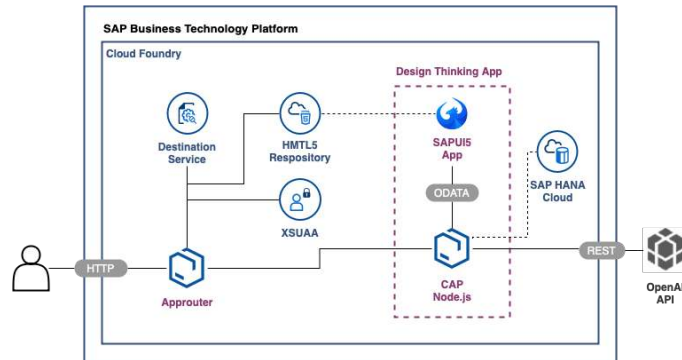 SAP Business Technology Platform
Cloud Foundry
Design Thinking App
Destination
Service
HMTL5
Respository
SAPUI5
App
SAP HANA
Cloud
ODATA
XSUAA
HTTP
REST
Approuter
CAP
Node.js
OpenAI
API